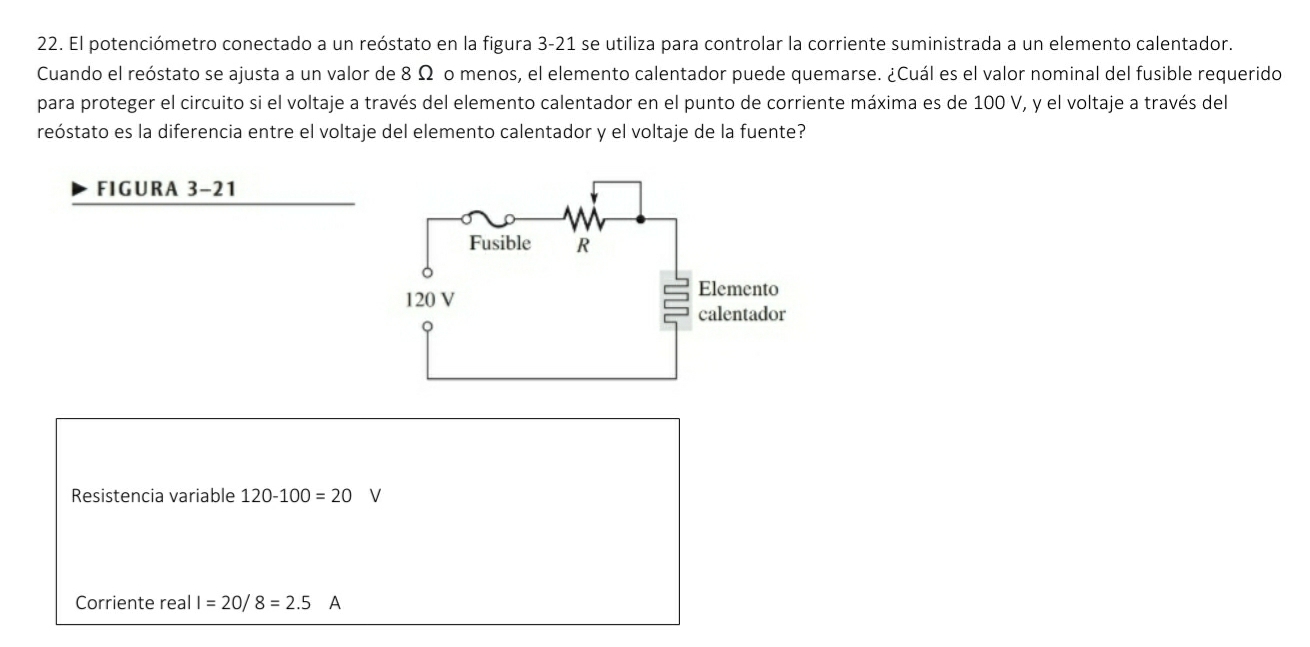 22. El potenciómetro conectado a un reóstato en la figura 3-21 se utiliza para controlar la corriente suministrada a un elemento calentador.
Cuando el reóstato se ajusta a un valor de 8 Ω o menos, el elemento calentador puede quemarse. ¿Cuál es el valor nominal del fusible requerido
para proteger el circuito si el voltaje a través del elemento calentador en el punto de corriente máxima es de 100 V, y el voltaje a través del
reóstato es la diferencia entre el voltaje del elemento calentador y el voltaje de la fuente?
▶ FIGURA 3–21
Fusible
R
120 V
Elemento
calentador
Resistencia variable 120-100 = 20 V
Corriente real I = 20/ 8 = 2.5 A